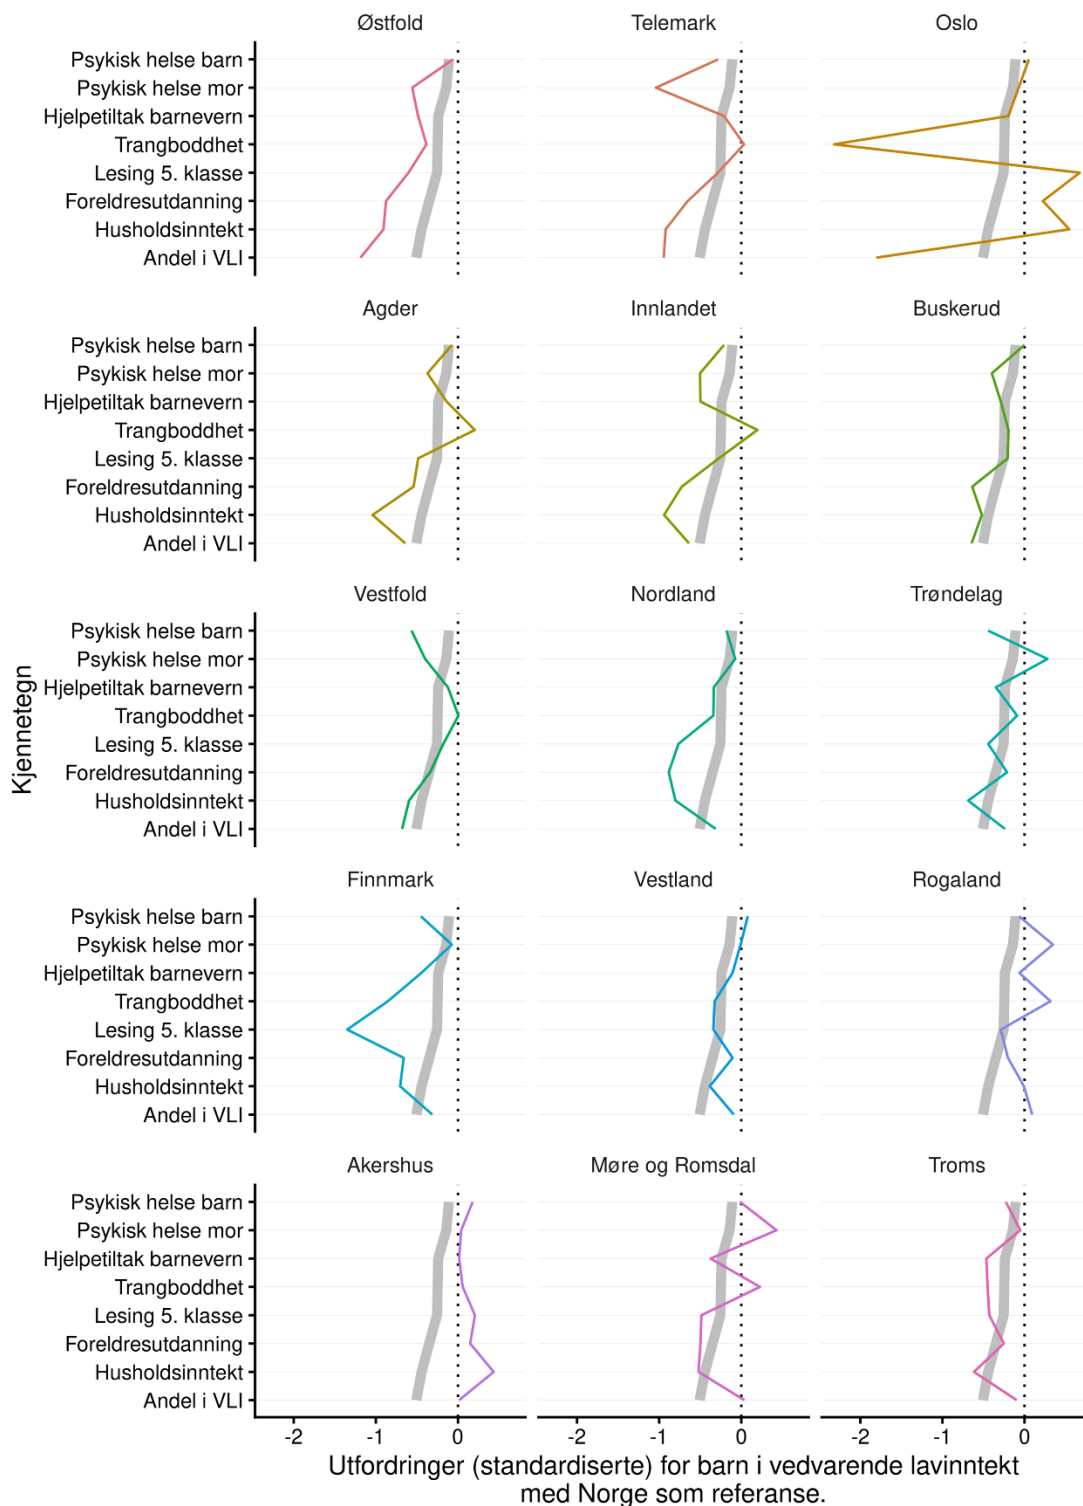 Østfold
Telemark
Oslo
Psykisk helse barn
Psykisk helse mor
Hjelpetiltak barnevern
Trangboddhet
Lesing 5. klasse
Foreldresutdanning
Husholdsinntekt
Andel i VLI
Agder
Innlandet
Buskerud
Psykisk helse barn
Psykisk helse mor
Hjelpetiltak barnevern
Trangboddhet
Lesing 5. klasse
Foreldresutdanning
Husholdsinntekt
Andel i VLI
Vestfold
Nordland
Trøndelag
Psykisk helse barn
Psykisk helse mor
Hjelpetiltak barnevern
Trangboddhet
Lesing 5. klasse
Foreldresutdanning
Husholdsinntekt
Andel i VLI
Kjennetegn
Finnmark
Vestland
Rogaland
Psykisk helse barn
Psykisk helse mor
Hjelpetiltak barnevern
Trangboddhet
Lesing 5. klasse
Foreldresutdanning
Husholdsinntekt
Andel i VLI
Akershus
Møre og Romsdal
Troms
Psykisk helse barn
Psykisk helse mor
Hjelpetiltak barnevern
Trangboddhet
Lesing 5. klasse
Foreldresutdanning
Husholdsinntekt
Andel i VLI
-2 -1 0
-2 -1 0
-2 -1 0
Utfordringer (standardiserte) for barn i vedvarende lavinntekt
med Norge som referanse.